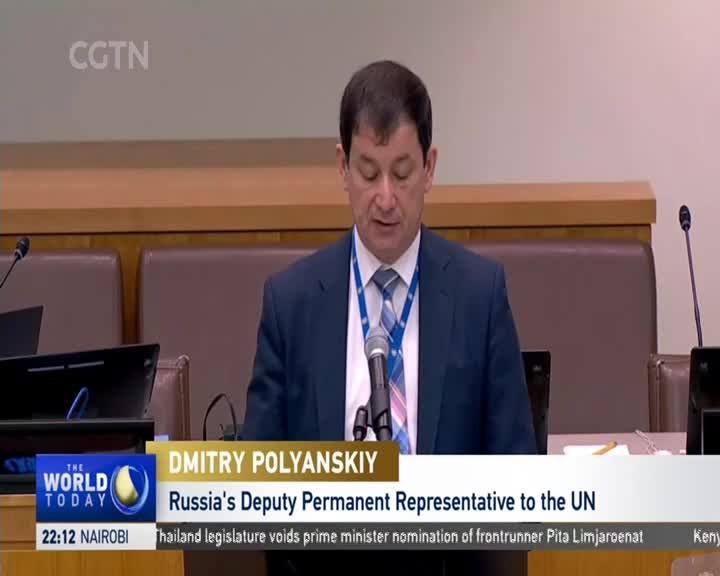 CGTN
DMITRY POLYANSKIY
THE
WORLD
TODAY
Russia's Deputy Permanent Representative to the UN
22:12 NAIROBI
Thailand legislature voids prime minister nomination of frontrunner Pita Limjaroenat